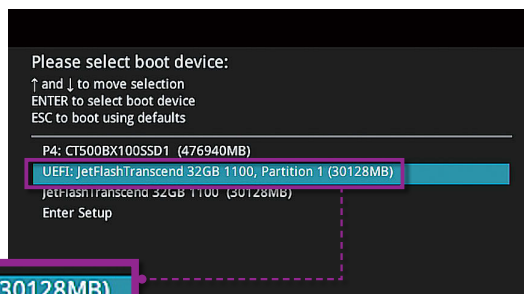 Please select boot device:
↑ and ↓ to move selection
ENTER to select boot device
ESC to boot using defaults
P4: CT500BX100SSD1 (476940MB)
UEFI: JetFlashTranscend 32GB 1100, Partition 1 (30128MB)
JetFlashTranscend 32GB 1100 (30128MB)
Enter Setup
30128MB)